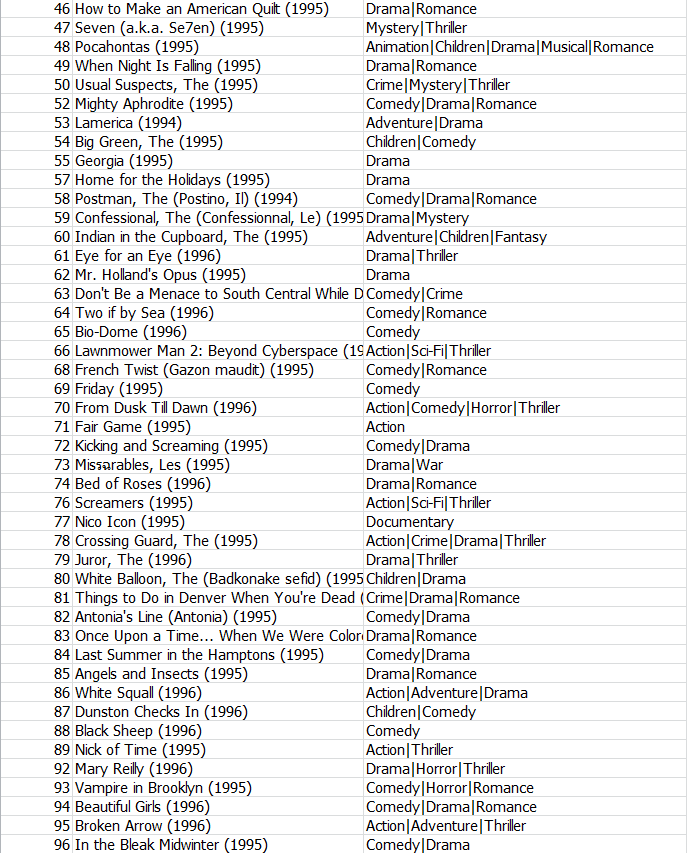 46 How to Make an American Quilt (1995) Drama|Romance
47 Seven (a.k.a. Se7en) (1995) Mystery|Thriller
48 Pocahontas (1995) Animation|Children|Drama|Musical|Romance
49 When Night Is Falling (1995) Drama|Romance
50 Usual Suspects, The (1995) Crime|Mystery|Thriller
52 Mighty Aphrodite (1995) Comedy|Drama|Romance
53 Lamerica (1994) Adventure|Drama
54 Big Green, The (1995) Children|Comedy
55 Georgia (1995) Drama
57 Home for the Holidays (1995) Drama
58 Postman, The (Postino, Il) (1994) Comedy|Drama|Romance
59 Confessional, The (Confessionnal, Le) (1995 Drama|Mystery
60 Indian in the Cupboard, The (1995) Adventure|Children|Fantasy
61 Eye for an Eye (1996) Drama|Thriller
62 Mr. Holland's Opus (1995) Drama
63 Don't Be a Menace to South Central While D Comedy|Crime
64 Two if by Sea (1996) Comedy|Romance
65 Bio-Dome (1996) Comedy
66 Lawnmower Man 2: Beyond Cyberspace (19 Action|Sci-Fi|Thriller
68 French Twist (Gazon maudit) (1995) Comedy|Romance
69 Friday (1995) Comedy
70 From Dusk Till Dawn (1996) Action|Comedy|Horror|Thriller
71 Fair Game (1995) Action
72 Kicking and Screaming (1995) Comedy|Drama
73 Les (1995) Drama|War
74 Bed of Roses (1996) Drama|Romance
76 Screamers (1995) Action|Sci-Fi|Thriller
77 Nico Icon (1995) Documentary
78 Crossing Guard, The (1995) Action|Crime|Drama|Thriller
79 Juror, The (1996) Drama|Thriller
80 White Balloon, The (Badkonake sefid) (1995 Children|Drama
81 Things to Do in Denver When You're Dead ( Crime|Drama|Romance
82 Antonia's Line (Antonia) (1995) Comedy|Drama
83 Once Upon a Time... When We Were Color Drama|Romance
84 Last Summer in the Hamptons (1995) Comedy|Drama
85 Angels and Insects (1995) Drama|Romance
86 White Squall (1996) Action|Adventure|Drama
87 Dunston Checks In (1996) Children|Comedy
88 Black Sheep (1996) Comedy
89 Nick of Time (1995) Action|Thriller
92 Mary Reilly (1996) Drama|Horror|Thriller
93 Vampire in Brooklyn (1995) Comedy|Horror|Romance
94 Beautiful Girls (1996) Comedy|Drama|Romance
95 Broken Arrow (1996) Action|Adventure|Thriller
96 In the Bleak Midwinter (1995) Comedy|Drama